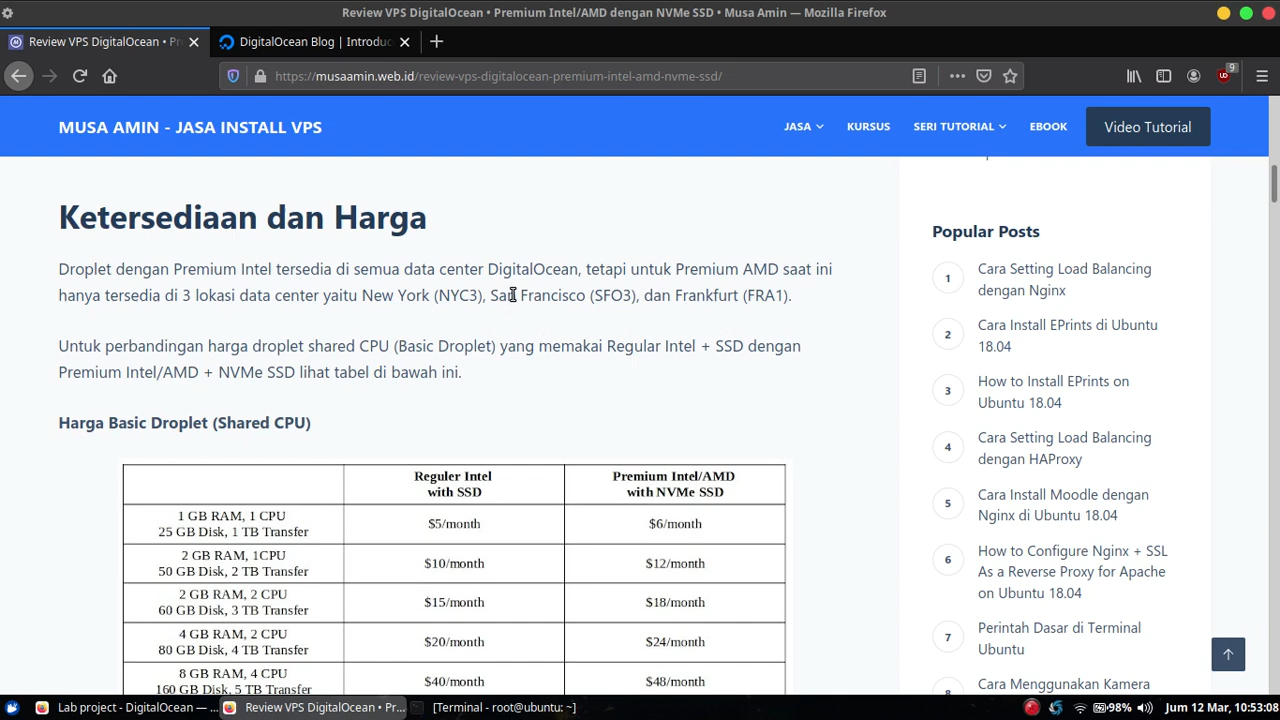 Review VPS DigitalOcean • Premium Intel/AMD dengan NVMe SSD • Musa Amin — Mozilla Firefox
Review VPS DigitalOcean • Pr
DigitalOcean Blog | Introduc
https://musaamin.web.id/review-vps-digitalocean-premium-intel-amd-nvme-ssd/
9
MUSA AMIN - JASA INSTALL VPS
JASA
KURSUS
SERI TUTORIAL
EBOOK
Video Tutorial
Ketersediaan dan Harga
Droplet dengan Premium Intel tersedia di semua data center DigitalOcean, tetapi untuk Premium AMD saat ini
hanya tersedia di 3 lokasi data center yaitu New York (NYC3), San Francisco (SFO3), dan Frankfurt (FRA1).
Untuk perbandingan harga droplet shared CPU (Basic Droplet) yang memakai Regular Intel + SSD dengan
Premium Intel/AMD + NVMe SSD lihat tabel di bawah ini.
Harga Basic Droplet (Shared CPU)
Reguler Intel
with SSD
Premium Intel/AMD
with NVMe SSD
1 GB RAM, 1 CPU
25 GB Disk, 1 TB Transfer
$5/month
$6/month
2 GB RAM, 1CPU
50 GB Disk, 2 TB Transfer
$10/month
$12/month
2 GB RAM, 2 CPU
60 GB Disk, 3 TB Transfer
$15/month
$18/month
4 GB RAM, 2 CPU
80 GB Disk, 4 TB Transfer
$20/month
$24/month
8 GB RAM, 4 CPU
160 GB Disk, 5 TB Transfer
$40/month
$48/month
Popular Posts
1
Cara Setting Load Balancing
dengan Nginx
2
Cara Install EPrints di Ubuntu
18.04
3
How to Install EPrints on
Ubuntu 18.04
4
Cara Setting Load Balancing
dengan HAProxy
5
Cara Install Moodle dengan
Nginx di Ubuntu 18.04
6
How to Configure Nginx + SSL
As a Reverse Proxy for Apache
on Ubuntu 18.04
7
Perintah Dasar di Terminal
Ubuntu
8
Cara Menggunakan Kamera
Lab project - DigitalOcean — ...
Review VPS DigitalOcean • Pr...
[Terminal - root@ubuntu: ~]
98%
Jum 12 Mar, 10:53:08